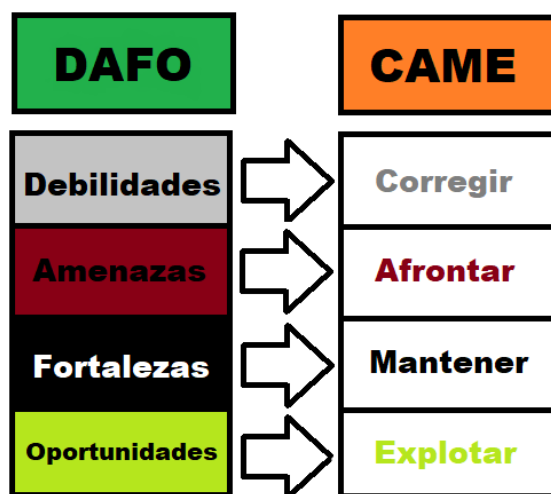 DAFO
CAME
Debilidades
Corregir
Amenazas
Afrontar
Fortalezas
Mantener
Oportunidades
Explotar